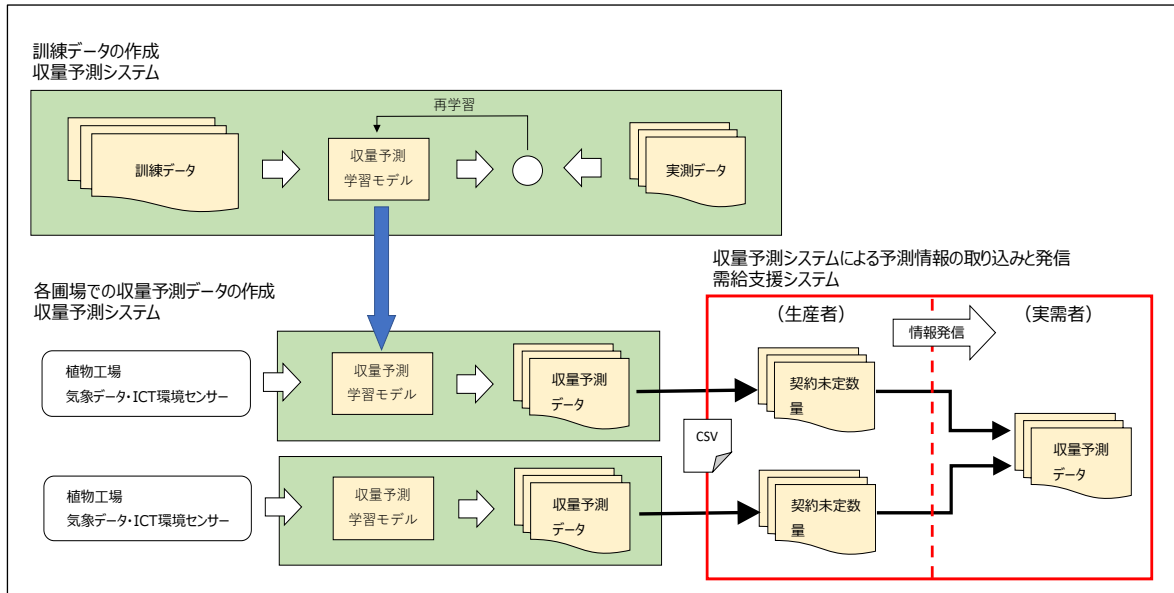 訓練データの作成
収量予測システム
再学習
訓練データ
収量予測
学習モデル
実測データ
収量予測システムによる予測情報の取り込みと発信
需給支援システム
各圃場での収量予測データの作成
収量予測システム
(生産者)
情報発信
(実需者)
植物工場
気象データ・ICT環境センサー
収量予測
学習モデル
収量予測
データ
契約未定数
量
CSV
収量予測
データ
植物工場
気象データ・ICT環境センサー
収量予測
学習モデル
収量予測
データ
契約未定数
量